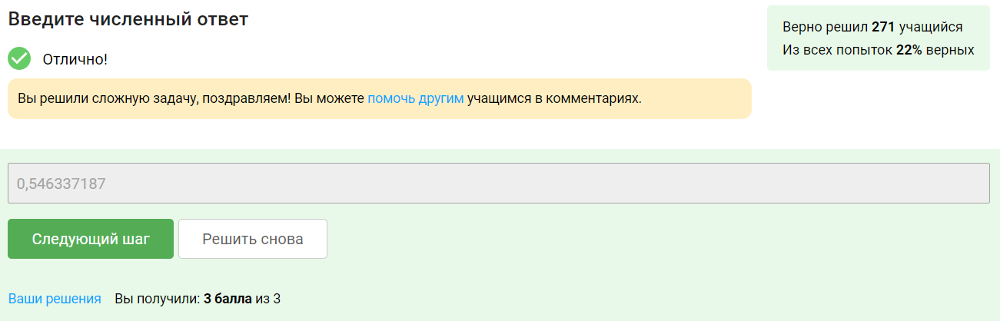 Введите численный ответ
Верно решил 271 учащийся
Из всех попыток 22% верных
Отлично!
Вы решили сложную задачу, поздравляем! Вы можете помочь другим учащимся в комментариях.
0,546337187
Следующий шаг
Решить снова
Ваши решения Вы получили: 3 балла из 3